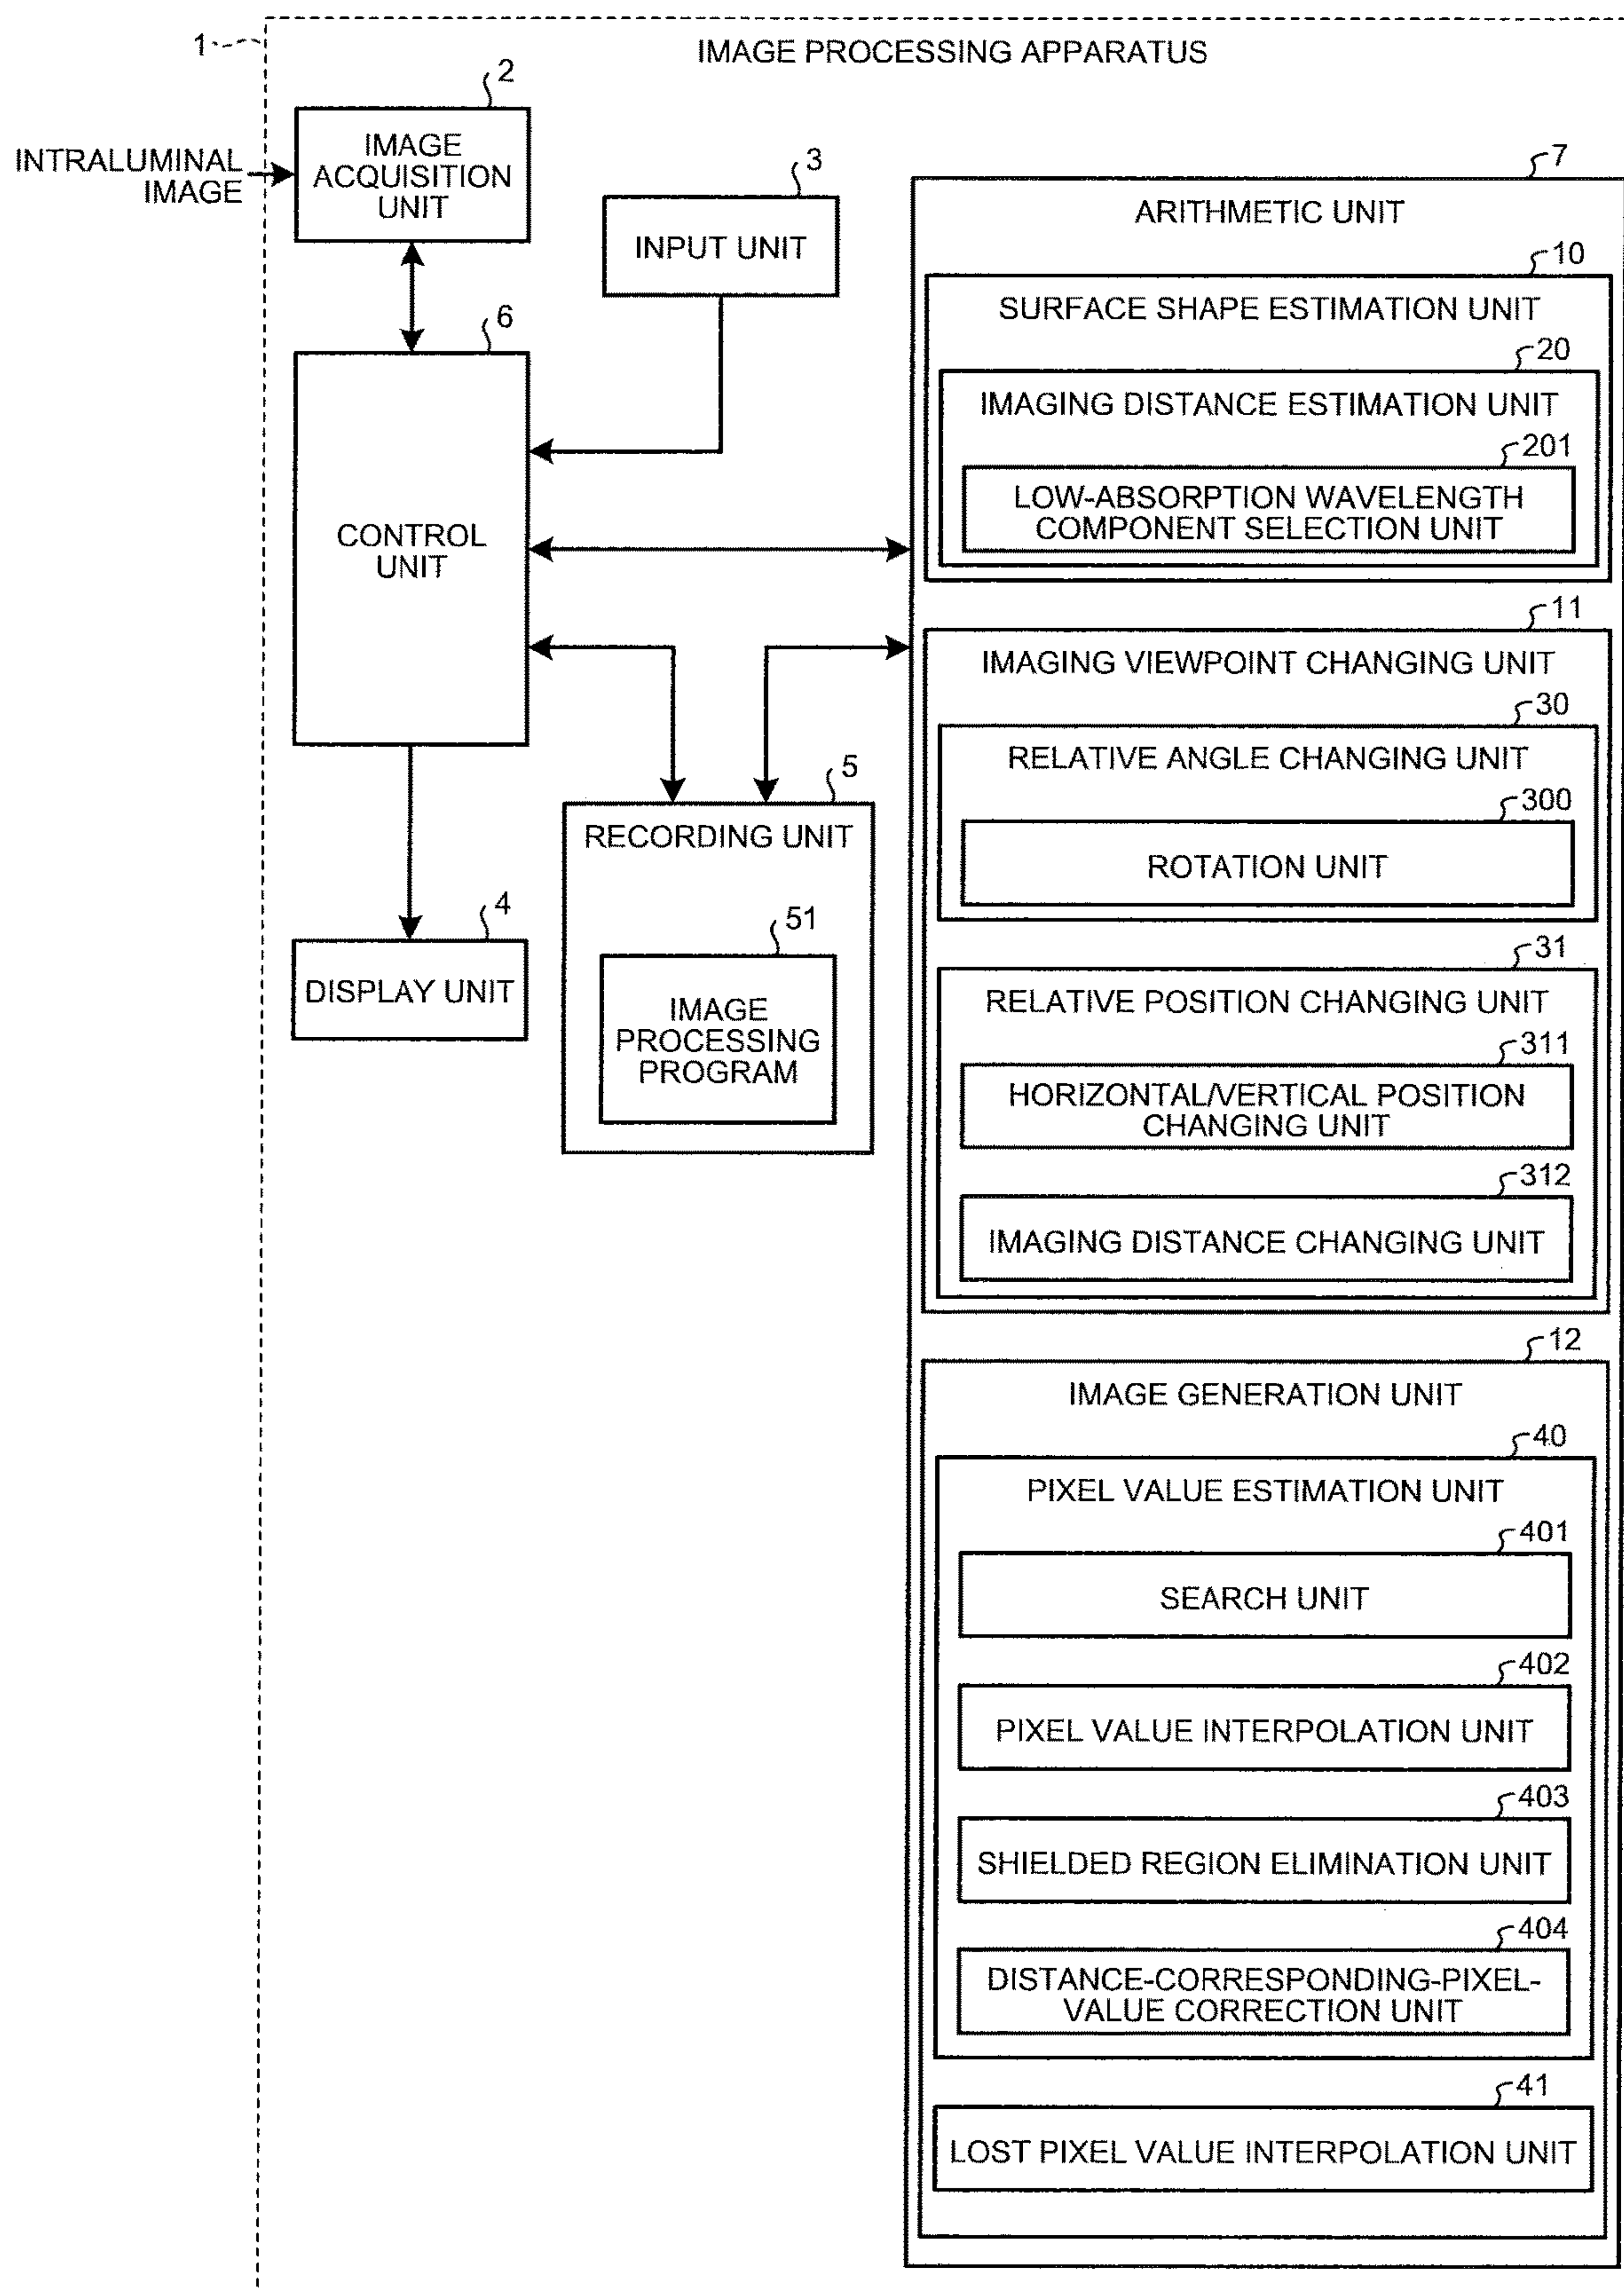 1
IMAGE PROCESSING APPARATUS
2
IMAGE
ACQUISITION
UNIT
INTRALUMINAL
IMAGE
3
INPUT UNIT
6
CONTROL
UNIT
4
DISPLAY UNIT
5
RECORDING UNIT
51
IMAGE
PROCESSING
PROGRAM
7
ARITHMETIC UNIT
10
SURFACE SHAPE ESTIMATION UNIT
20
IMAGING DISTANCE ESTIMATION UNIT
201
LOW-ABSORPTION WAVELENGTH
COMPONENT SELECTION UNIT
11
IMAGING VIEWPOINT CHANGING UNIT
30
RELATIVE ANGLE CHANGING UNIT
300
ROTATION UNIT
31
RELATIVE POSITION CHANGING UNIT
311
HORIZONTAL/VERTICAL POSITION
CHANGING UNIT
312
IMAGING DISTANCE CHANGING UNIT
12
IMAGE GENERATION UNIT
40
PIXEL VALUE ESTIMATION UNIT
401
SEARCH UNIT
402
PIXEL VALUE INTERPOLATION UNIT
403
SHIELDED REGION ELIMINATION UNIT
404
DISTANCE-CORRESPONDING-PIXEL-
VALUE CORRECTION UNIT
41
LOST PIXEL VALUE INTERPOLATION UNIT